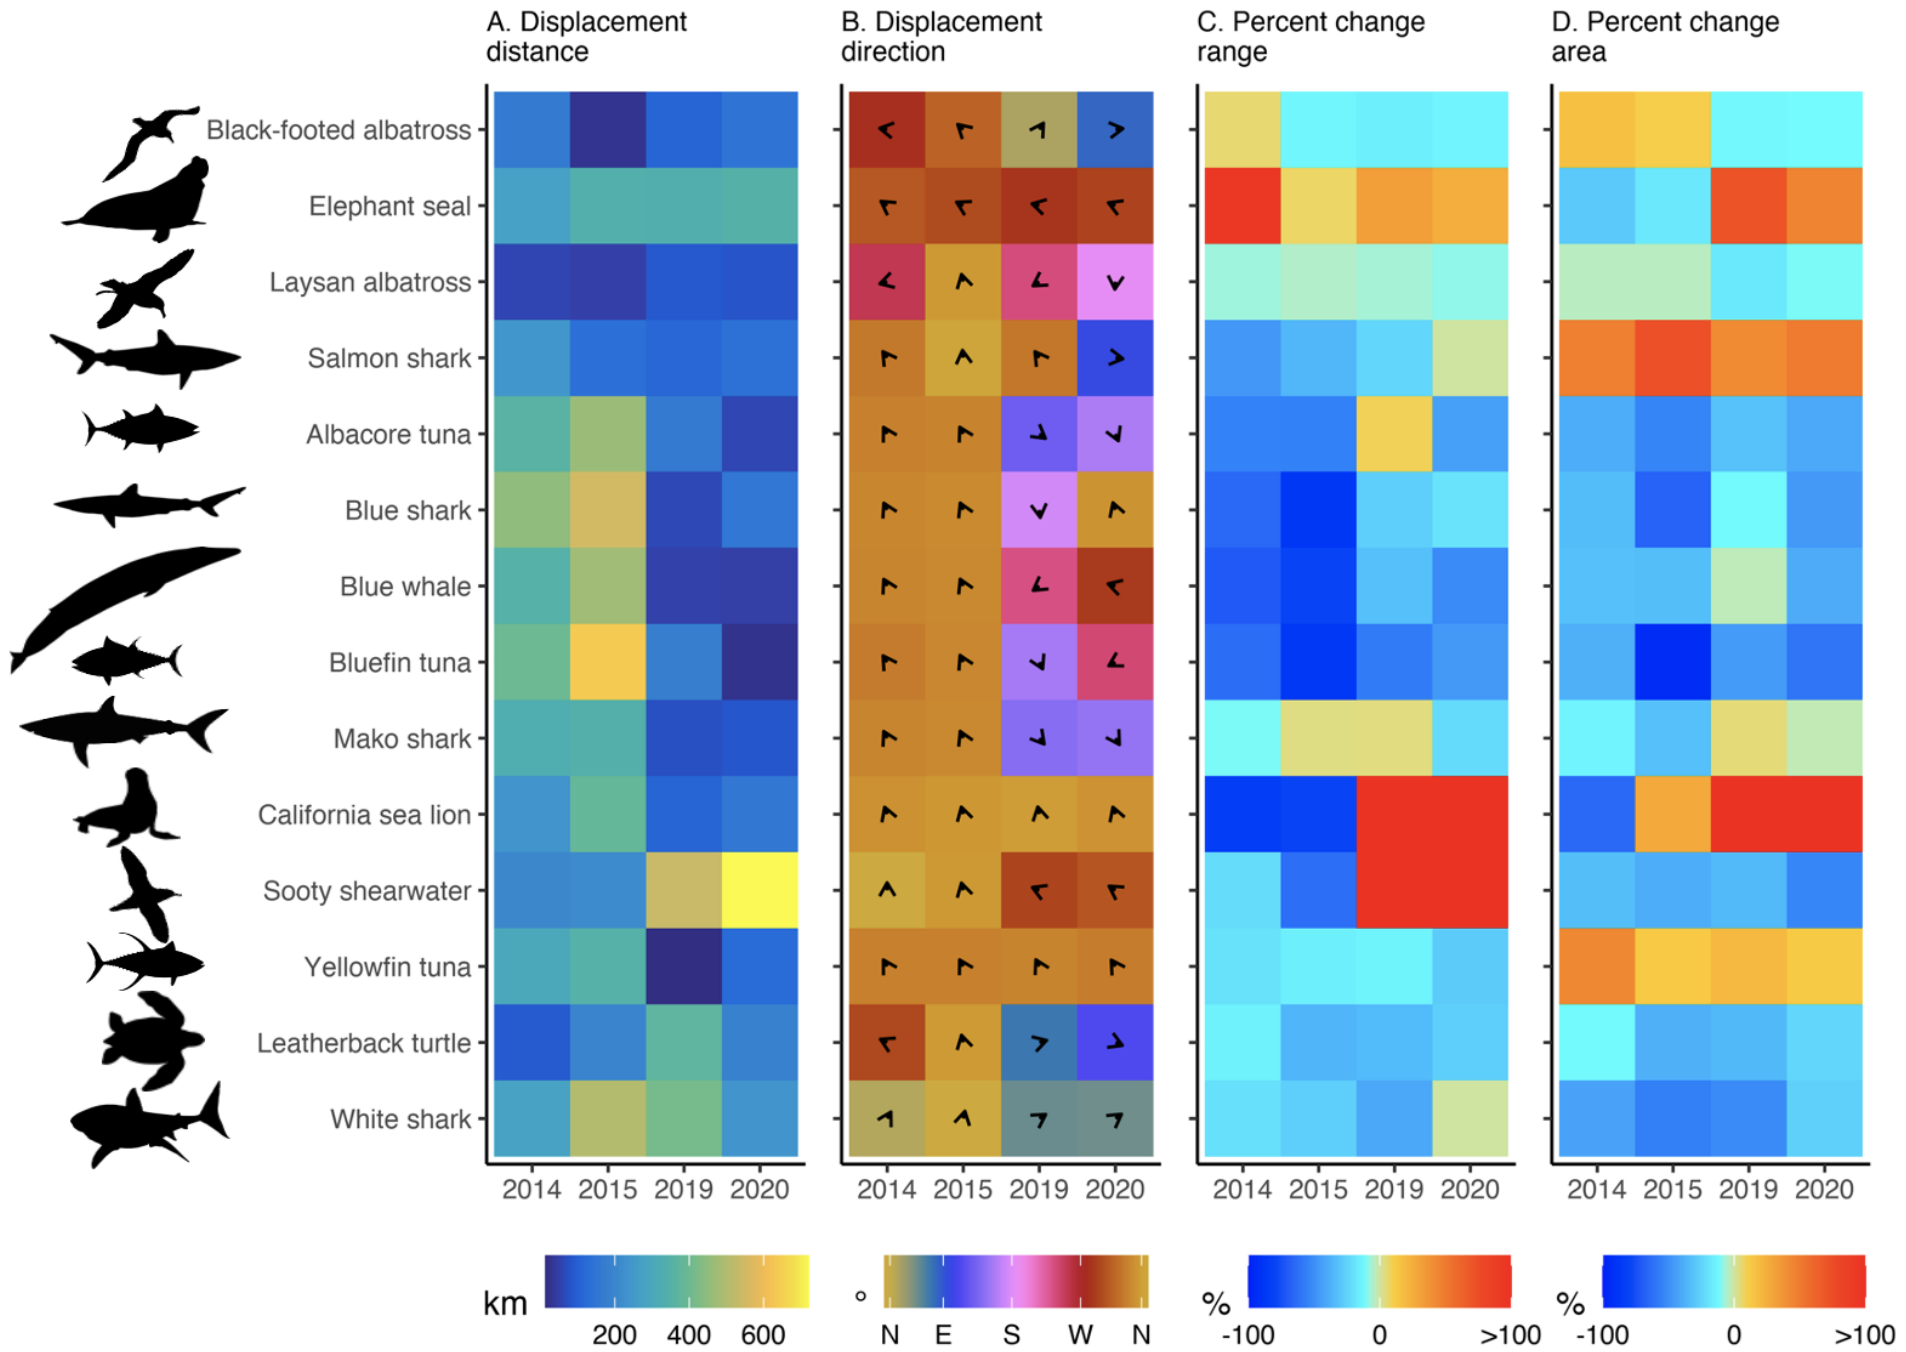 A. Displacement
distance
B. Displacement
direction
C. Percent change
range
D. Percent change
area
Black-footed albatross
Elephant seal
Laysan albatross
Salmon shark
Albacore tuna
Blue shark
Blue whale
Bluefin tuna
Mako shark
California sea lion
Sooty shearwater
Yellowfin tuna
Leatherback turtle
White shark
2014 2015 2019 2020
2014 2015 2019 2020
2014 2015 2019 2020
2014 2015 2019 2020
km
200 400 600
°
N E S W N
%
-100 0 >100
%
-100 0 >100